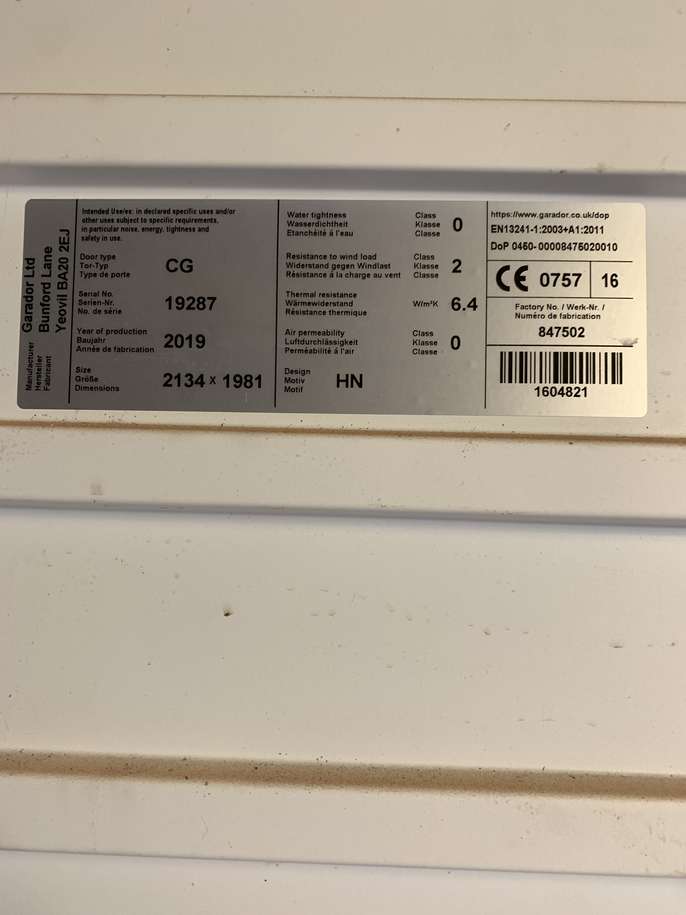 Manufacturer
Hersteller
Fabricant
Garador Ltd
Bunford Lane
Yeovil BA20 2EJ
Intended Use/es: in declared specific uses and/or
other uses subject to specific requirements,
in particular noise, energy, tightness and
safety in use.
Door type
Tor-Typ
Type de porte
CG
Serial No.
Serien-Nr.
No. de série
19287
Year of production
Baujahr
Année de fabrication
2019
Size
Größe
Dimensions
2134 x 1981
Water tightness Class
Wasserdichtheit Klasse
Etanchéité à l'eau Classe
0
Resistance to wind load Class
Widerstand gegen Windlast Klasse
Résistance à la charge au vent Classe
2
Thermal resistance
Wärmewiderstand W/m²K
Résistance thermique
6.4
Air permeability Class
Luftdurchlässigkeit Klasse
Perméabilité à l'air Classe
0
Design
Motiv
Motif
HN
https://www.garador.co.uk/dop
EN13241-1:2003+A1:2011
DoP 0460- 00008475020010
CE 0757 16
Factory No. / Werk-Nr. /
Numéro de fabrication
847502
1604821